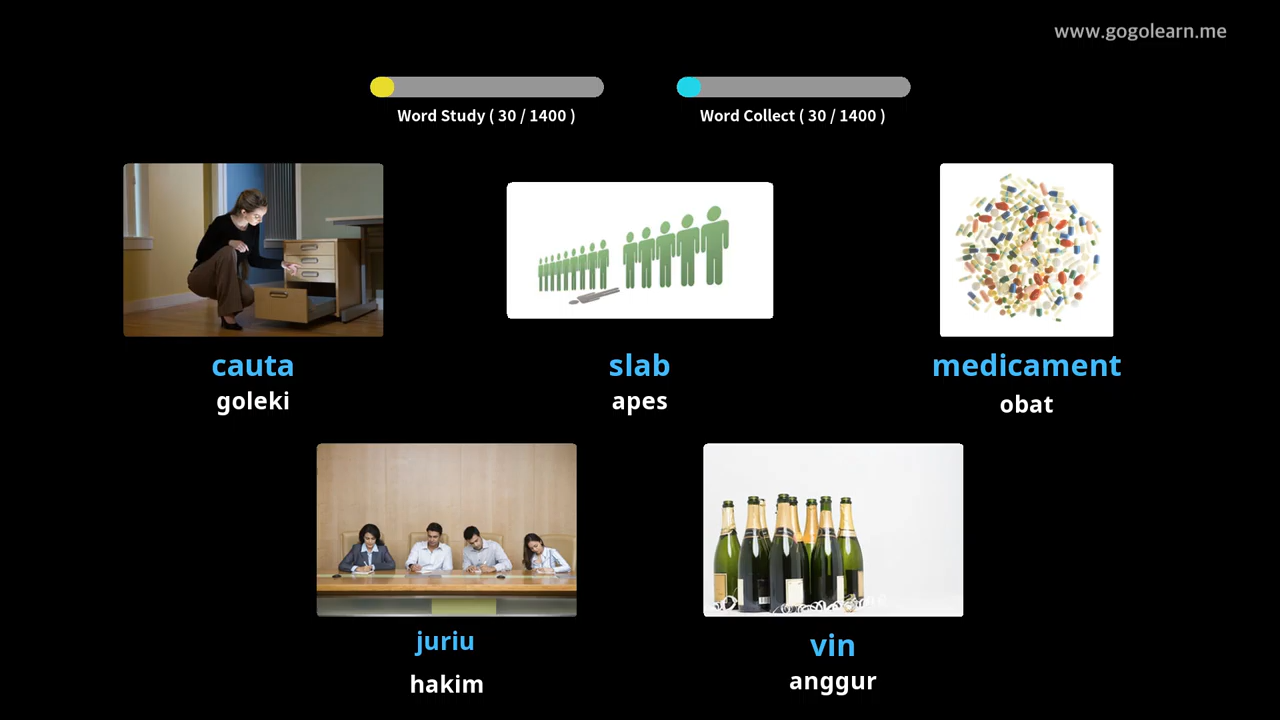 www.gogolearn.me
Word Study ( 30 / 1400 )
Word Collect ( 30 / 1400 )
cauta
goleki
slab
apes
medicament
obat
juriu
hakim
vin
anggur